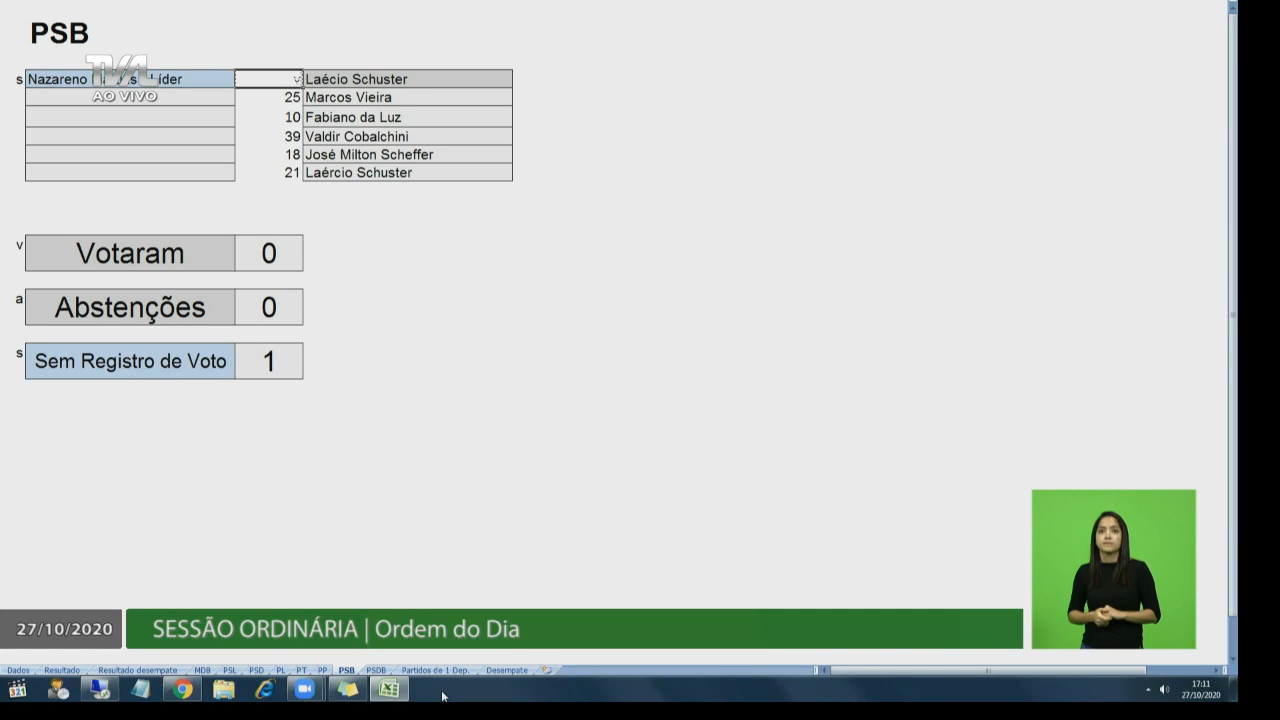 PSB
TVAL
AO VIVO
s Nazareno Líder v Laécio Schuster
25 Marcos Vieira
10 Fabiano da Luz
39 Valdir Cobalchini
18 José Milton Scheffer
21 Laércio Schuster
v Votaram 0
a Abstenções 0
s Sem Registro de Voto 1
27/10/2020 SESSÃO ORDINÁRIA | Ordem do Dia
Dados Resultado Resultado desempate MDB PSL PSD PL PT PP PSB PSDB Partidos de 1 Dep. Desempate
321
17:11
27/10/2020